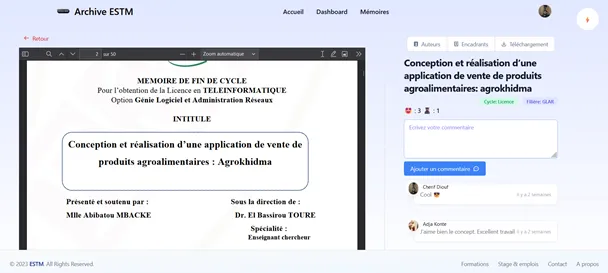 Archive ESTM
Accueil
Dashboard
Mémoires
Retour
2
sur 50
Zoom automatique
MEMOIRE DE FIN DE CYCLE
Pour l'obtention de la Licence en TELEINFORMATIQUE
Option Génie Logiciel et Administration Réseaux
INTITULE
Conception et réalisation d'une application de vente de
produits agroalimentaires : Agrokhidma
Présenté et soutenu par :
Mlle Abibatou MBACKE
Sous la direction de :
Dr. El Bassirou TOURE
Spécialité :
Enseignant chercheur
Auteurs
Encadrants
Téléchargement
Conception et réalisation d'une
application de vente de produits
agroalimentaires: agrokhidma
Cycle: Licence
Filière: GLAR
: 3
: 1
Ecrivez votre commentaire
Ajouter un commentaire
Cherif Diouf
Cool
il y a 2 semaines
Adja Konte
J'aime bien le concept. Excellent travail
il y a 2 semaines
© 2023 ESTM. All Rights Reserved.
Formations
Stage & emplois
Contact
A propos